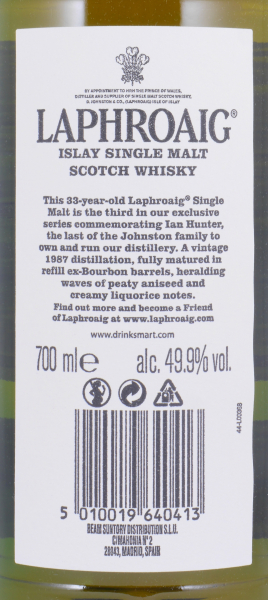 BY APPOINTMENT TO HRH THE PRINCE OF WALES,
DISTILLER AND SUPPLIER OF SINGLE MALT SCOTCH WHISKY
D. JOHNSTON & CO., (LAPHROAIG) ISLE OF ISLAY
LAPHROAIG®
ISLAY SINGLE MALT
SCOTCH WHISKY
This 33-year-old Laphroaig® Single
Malt is the third in our exclusive
series commemorating Ian Hunter,
the last of the Johnston family to
own and run our distillery. A vintage
1987 distillation, fully matured in
refill ex-Bourbon barrels, heralding
waves of peaty aniseed and
creamy liquorice notes.
Find out more and become a Friend
of Laphroaig at www.laphroaig.com
www.drinksmart.com
700 ml℮ alc. 49.9% vol.
5 010019 640413
BEAM SUNTORY DISTRIBUTION S.L.U.
C/MAHONIA Nº 2
28043, MADRID, SPAIN